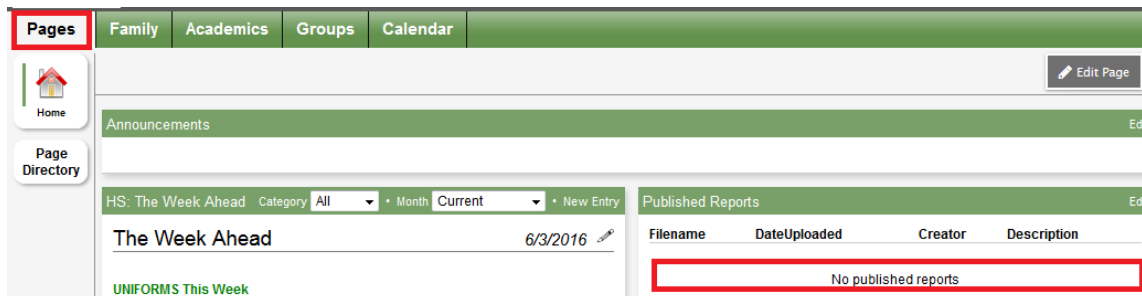 Pages Family Academics Groups Calendar
Edit Page
Home
Page
Directory
Announcements
HS: The Week Ahead Category All • Month Current • New Entry
The Week Ahead 6/3/2016
UNIFORMS This Week
Published Reports
Filename DateUploaded Creator Description
No published reports